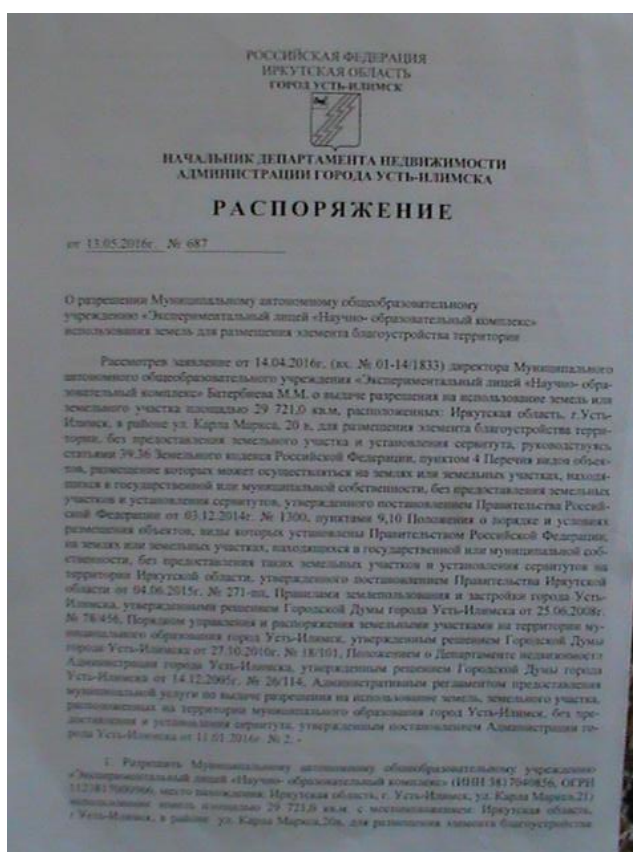 РОССИЙСКАЯ ФЕДЕРАЦИЯ
ИРКУТСКАЯ ОБЛАСТЬ
ГОРОД УСТЬ-ИЛИМСК
НАЧАЛЬНИК ДЕПАРТАМЕНТА НЕДВИЖИМОСТИ
АДМИНИСТРАЦИИ ГОРОДА УСТЬ-ИЛИМСКА
РАСПОРЯЖЕНИЕ
от 13.05.2016г. № 687
О разрешении Муниципальному автономному общеобразовательному
учреждению «Экспериментальный лицей «Научно- образовательный комплекс»
использования земель для размещения элемента благоустройства территории
Рассмотрев заявление от 14.04.2016г. (вх. № 01-14/1833) директора Муниципального
автономного общеобразовательного учреждения «Экспериментальный лицей «Научно- обра-
зовательный комплекс» Батербиева М.М. о выдаче разрешения на использование земель или
земельного участка площадью 29 721,0 кв.м, расположенных: Иркутская область, г.Усть-
Илимск, в районе ул. Карла Маркса, 20 в, для размещения элемента благоустройства терри-
тории, без предоставления земельного участка и установления сервитута, руководствуясь
статьями 39.36 Земельного кодекса Российской Федерации, пунктом 4 Перечня видов объек-
тов, размещение которых может осуществляться на землях или земельных участках, находя-
щихся в государственной или муниципальной собственности, без предоставления земельных
участков и установления сервитутов, утвержденного постановлением Правительства Россий-
ской Федерации от 03.12.2014г. № 1300, пунктами 9,10 Положения о порядке и условиях
размещения объектов, виды которых установлены Правительством Российской Федерации,
на землях или земельных участках, находящихся в государственной или муниципальной соб-
ственности, без предоставления таких земельных участков и установления сервитутов на
территории Иркутской области, утвержденного постановлением Правительства Иркутской
области от 04.06.2015г. № 271-пп, Правилами землепользования и застройки города Усть-
Илимска, утвержденными решением Городской Думы города Усть-Илимска от 25.06.2008г.
№ 78/456, Порядком управления и распоряжения земельными участками на территории му-
ниципального образования город Усть-Илимск, утвержденным решением Городской Думы
города Усть-Илимска от 27.10.2010г. № 18/101, Положением о Департаменте недвижимости
Администрации города Усть-Илимска, утвержденным решением Городской Думы города
Усть-Илимска от 14.12.2005г. № 26/114, Административным регламентом предоставления
муниципальной услуги по выдаче разрешения на использование земель, земельного участка,
расположенных на территории муниципального образования город Усть-Илимск, без пре-
доставления и установления сервитута, утвержденным постановлением Администрации го-
рода Усть-Илимска от 11.01.2016г. № 2, -
1. Разрешить Муниципальному автономному общеобразовательному учреждению
«Экспериментальный лицей «Научно- образовательный комплекс» (ИНН 3817040856, ОГРН
место нахождения: Иркутская область, г. Усть-Илимск, ул. Карла Маркса,21)
использование земель площадью 29 721,0 кв.м. с местоположением: Иркутская область,
г.Усть-Илимск, в районе ул. Карла Маркса,20в, для размещения элемента благоустройства